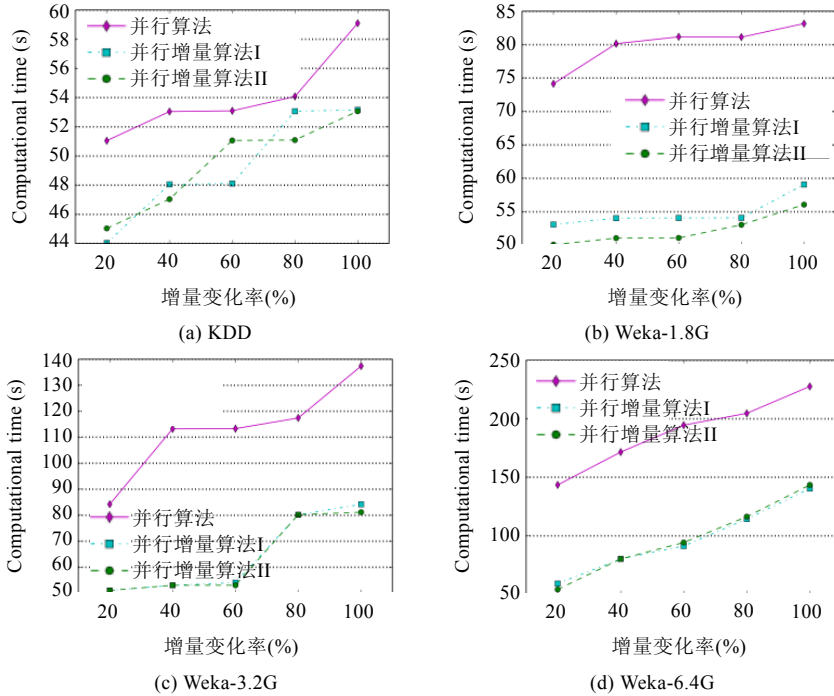 60
58
56
54
52
50
48
46
44
Computational time (s)
并行算法
并行增量算法I
并行增量算法II
20 40 60 80 100
增量变化率(%)
(a) KDD
85
80
75
70
65
60
55
50
Computational time (s)
并行算法
并行增量算法I
并行增量算法II
20 40 60 80 100
增量变化率(%)
(b) Weka-1.8G
140
130
120
110
100
90
80
70
60
50
Computational time (s)
并行算法
并行增量算法I
并行增量算法II
20 40 60 80 100
增量变化率(%)
(c) Weka-3.2G
250
200
150
100
50
Computational time (s)
并行算法
并行增量算法I
并行增量算法II
20 40 60 80 100
增量变化率(%)
(d) Weka-6.4G